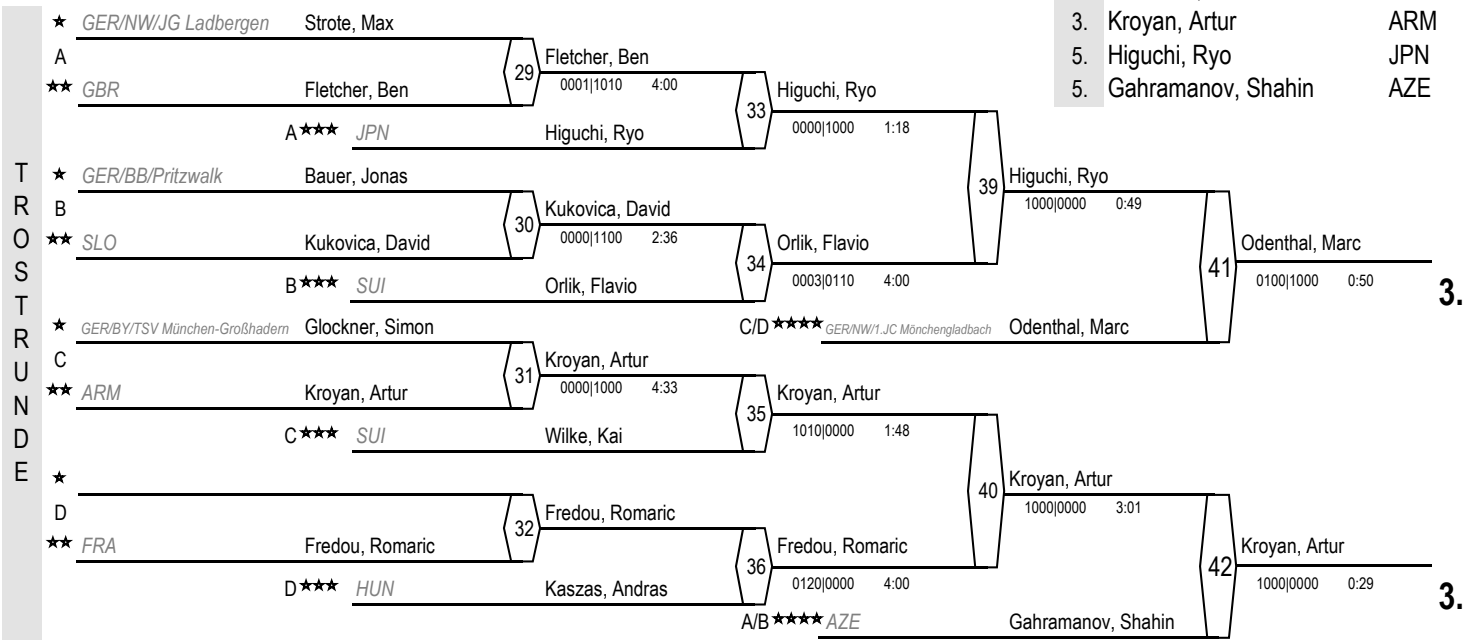 TROSTRUNDE
3. Kroyan, Artur ARM
5. Higuchi, Ryo JPN
5. Gahramanov, Shahin AZE
GER/NW/JG Ladbergen Strote, Max
A
GBR Fletcher, Ben
29
Fletcher, Ben
0001|1010 4:00
A JPN Higuchi, Ryo
33
Higuchi, Ryo
0000|1000 1:18
GER/BB/Pritzwalk Bauer, Jonas
B
SLO Kukovica, David
30
Kukovica, David
0000|1100 2:36
B SUI Orlik, Flavio
34
Orlik, Flavio
0003|0110 4:00
39
Higuchi, Ryo
1000|0000 0:49
C/D GER/NW/1.JC Mönchengladbach Odenthal, Marc
41
Odenthal, Marc
0100|1000 0:50
3.
GER/BY/TSV München-Großhadern Glockner, Simon
C
ARM Kroyan, Artur
31
Kroyan, Artur
0000|1000 4:33
C SUI Wilke, Kai
35
Kroyan, Artur
1010|0000 1:48
D
FRA Fredou, Romaric
32
Fredou, Romaric
D HUN Kaszas, Andras
36
Fredou, Romaric
0120|0000 4:00
40
Kroyan, Artur
1000|0000 3:01
A/B AZE Gahramanov, Shahin
42
Kroyan, Artur
1000|0000 0:29
3.